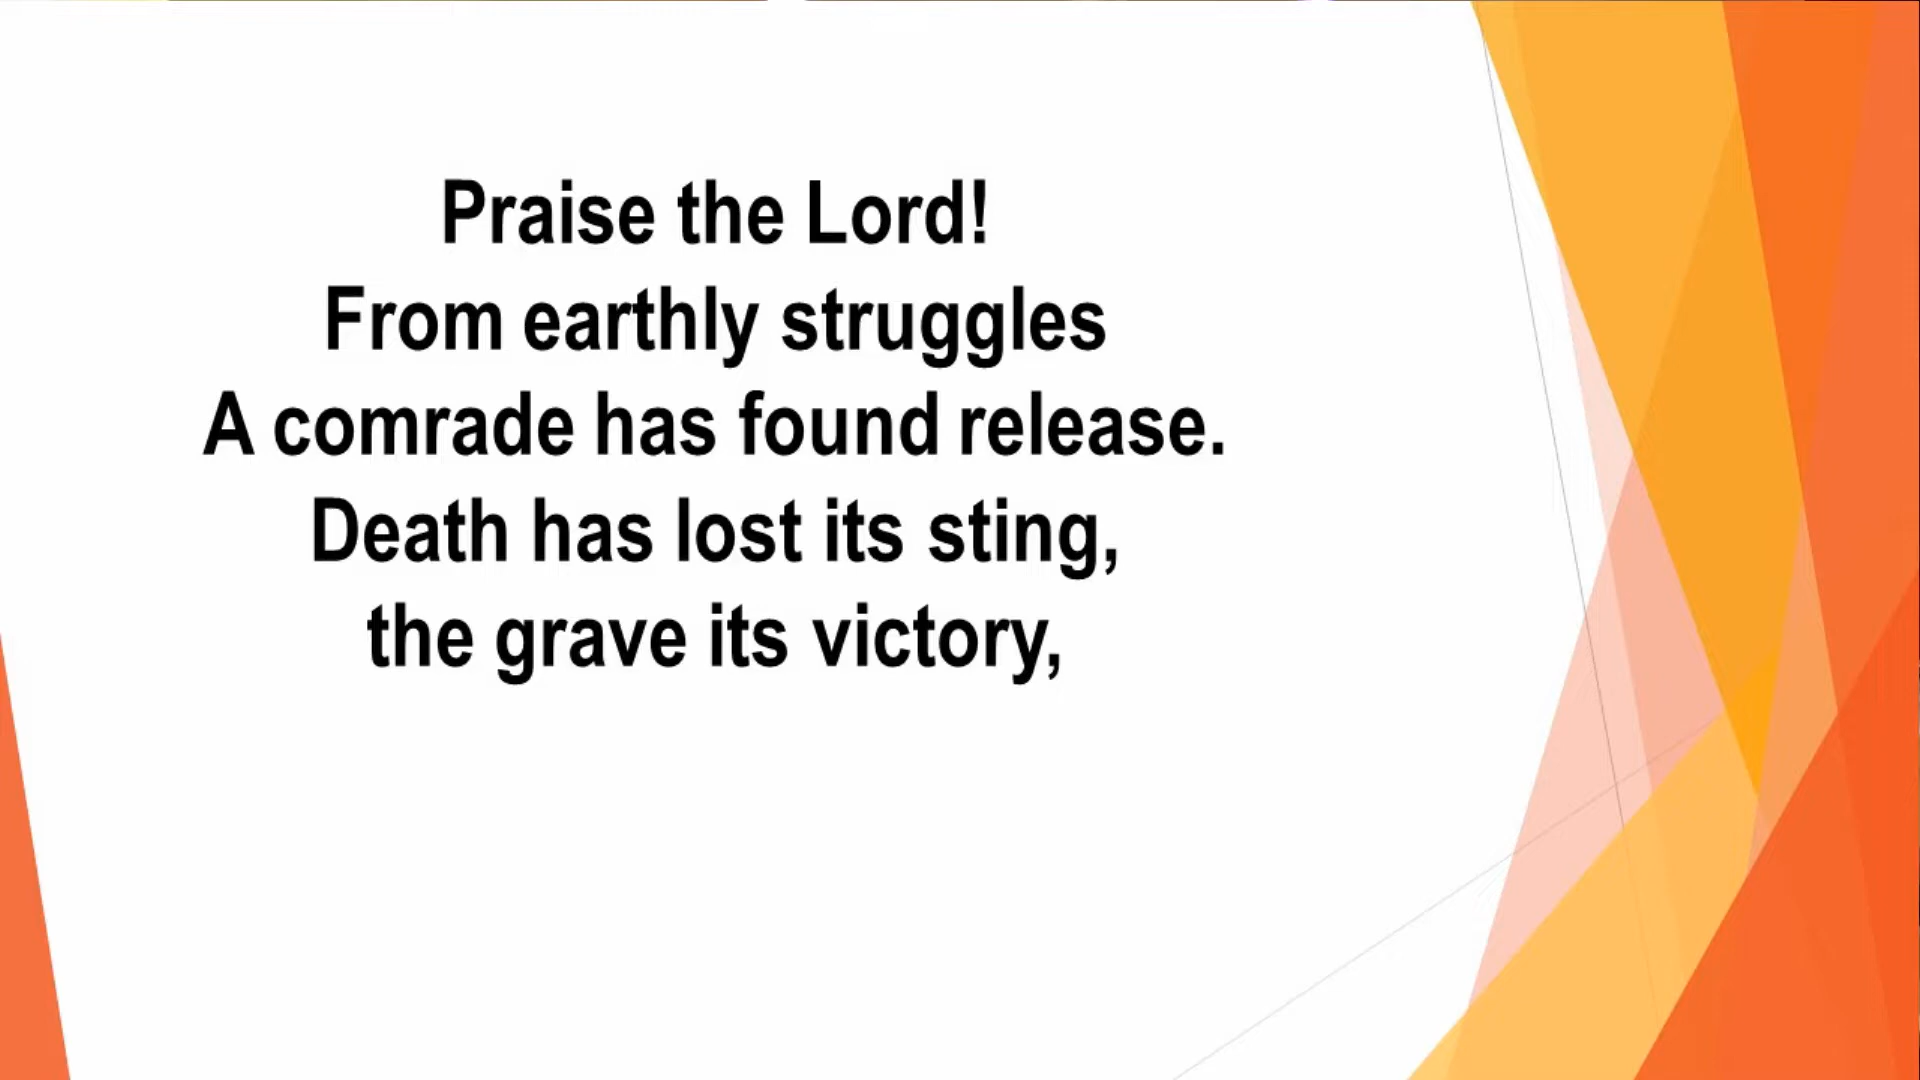 Praise the Lord!
From earthly struggles
A comrade has found release.
Death has lost its sting,
the grave its victory,